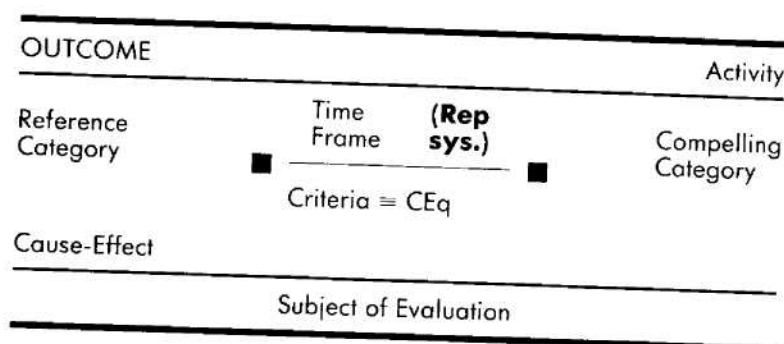 OUTCOME Activity
Reference Category
Time Frame
(Rep sys.)
Compelling Category
Criteria ≅ CEq
Cause-Effect
Subject of Evaluation